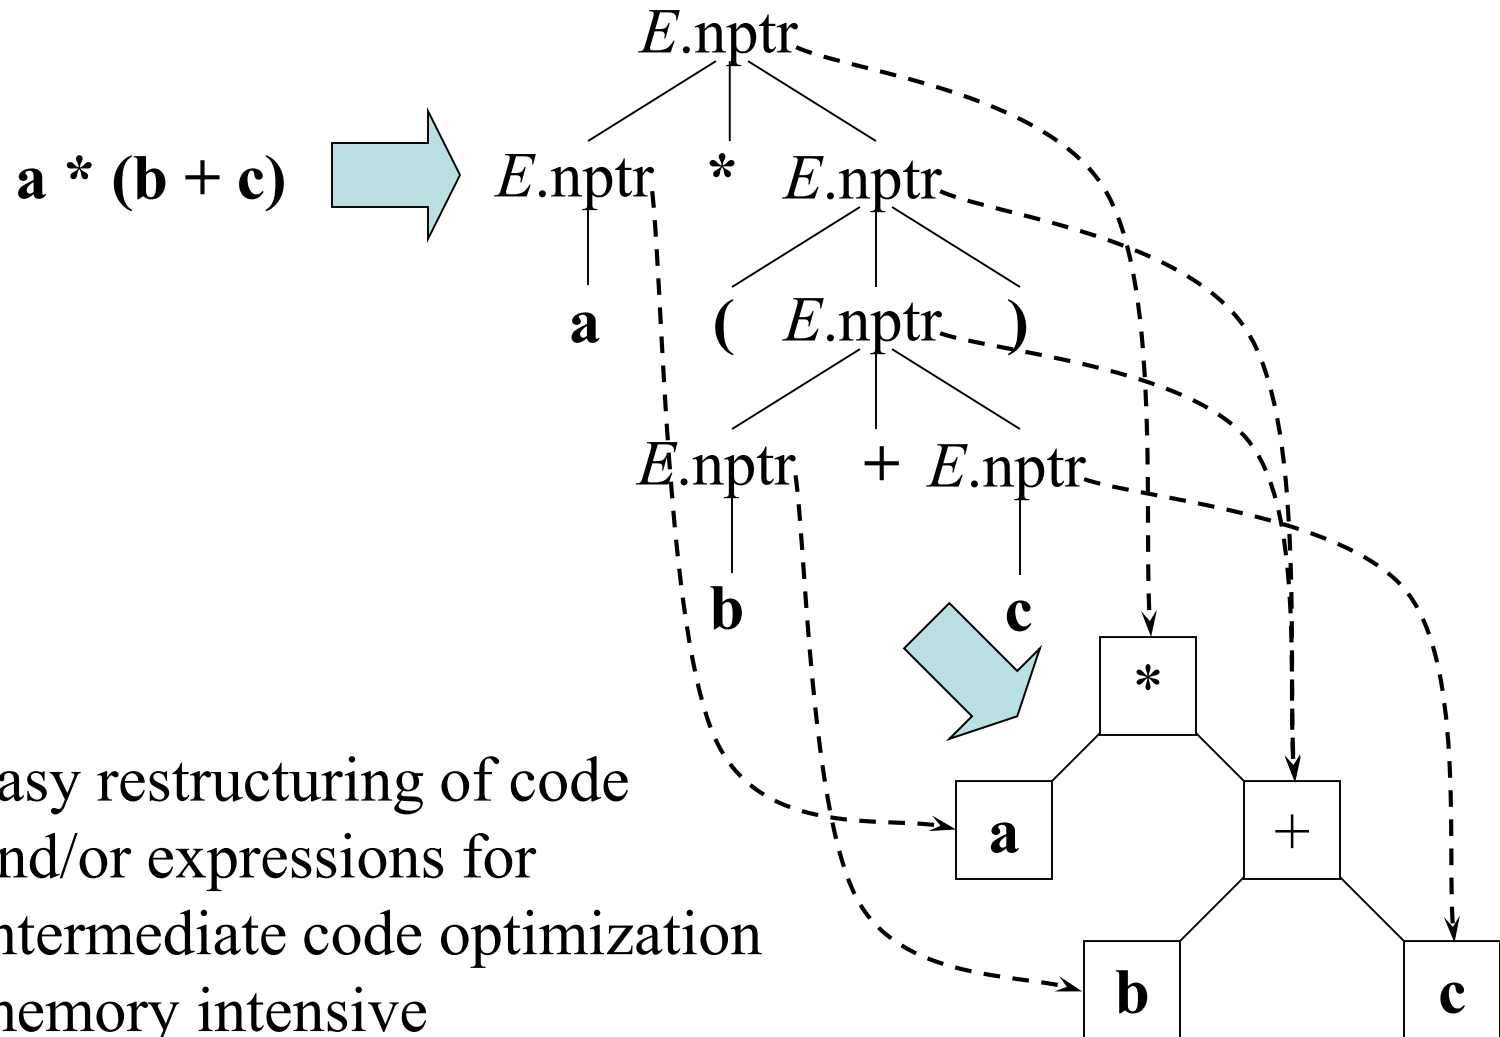 E.nptr
a * (b + c)
E.nptr * E.nptr
a ( E.nptr )
E.nptr + E.nptr
b c
*
asy restructuring of code
a +
nd/or expressions for
ntermediate code optimization
b c
nemory intensive